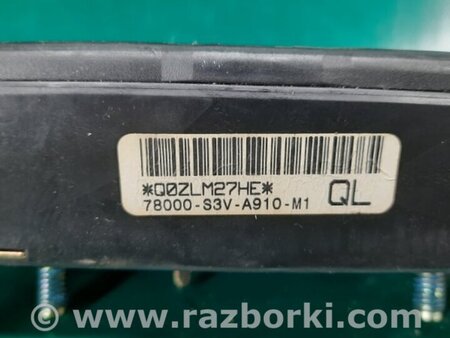 *Q0ZLM27HE*
78000-S3V-A910-M1
QL
© www.razborki.com